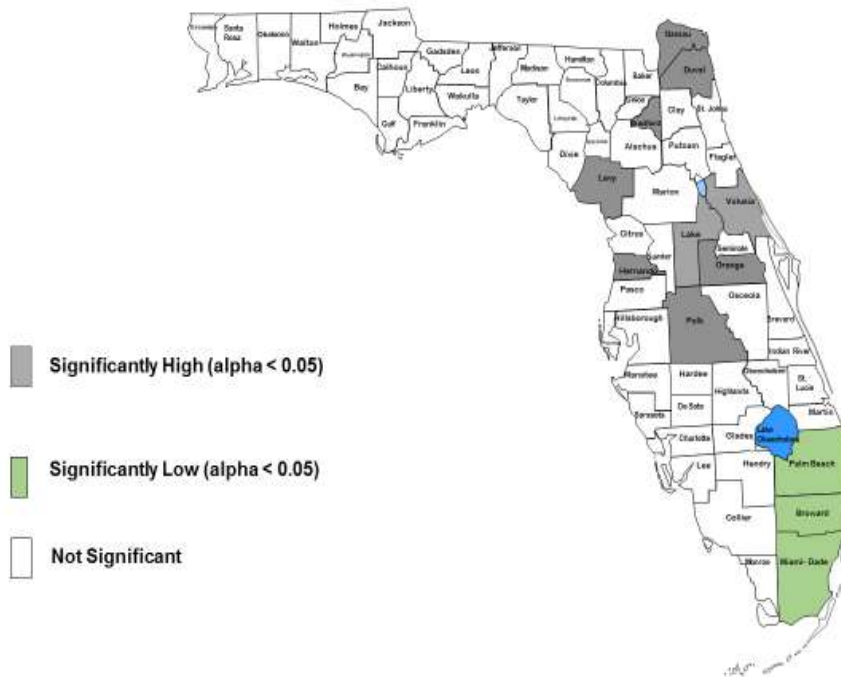 Santa
Rosa
Okaloosa
Walton
Holmes
Jackson
Bay
Calhoun
Gulf
Liberty
Gadsden
Leon
Wakulla
Franklin
Jefferson
Madison
Taylor
Hamilton
Columbia
Baker
Nassau
Duval
Union
Bradford
Clay
St. Johns
Dixie
Alachua
Putnam
Flagler
Levy
Marion
Volusia
Citrus
Lake
Seminole
Sumter
Hernando
Orange
Pasco
Osceola
Hillsborough
Polk
Brevard
Indian River
Manatee
Hardee
Okeechobee
Highlands
St.
Lucie
Sarasota
De Soto
Martin
Charlotte
Glades
Lake
Okeechobee
Lee
Hendry
Palm Beach
Collier
Broward
Monroe
Miami- Dade
Significantly High (alpha < 0.05)
Significantly Low (alpha < 0.05)
Not Significant